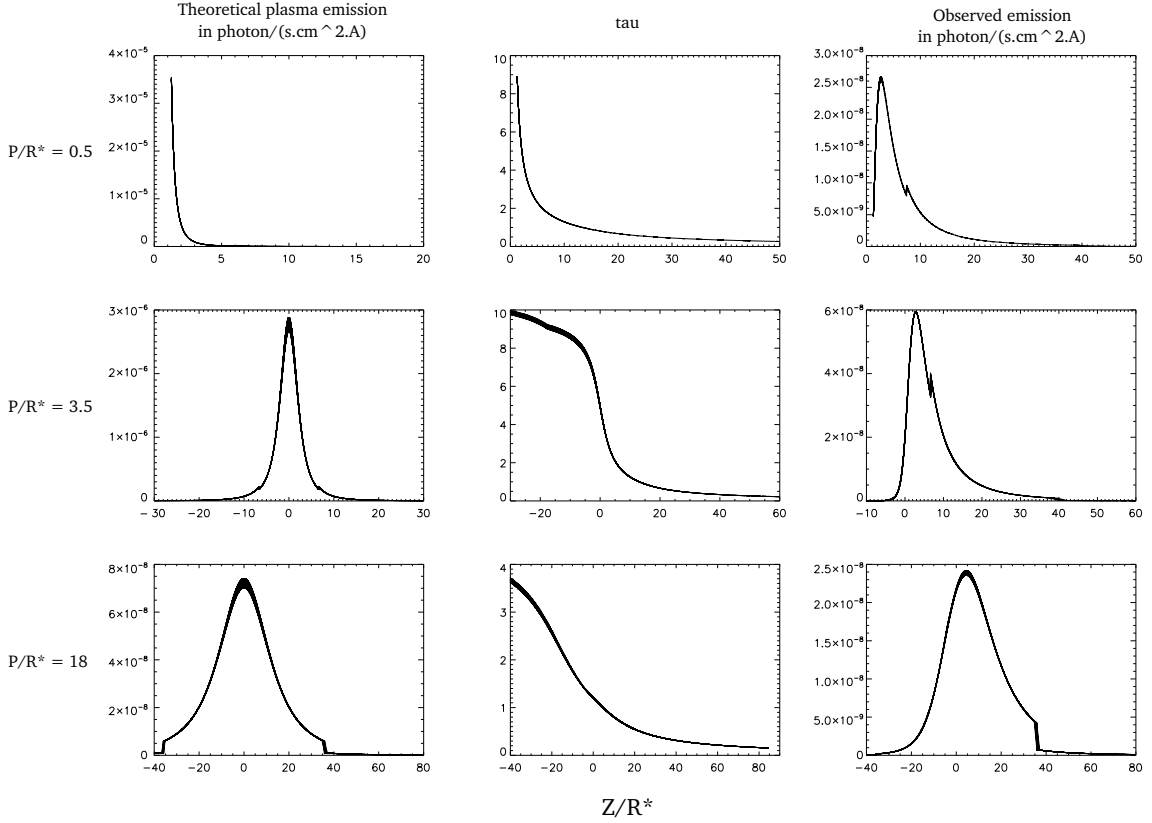 Theoretical plasma emission
in photon/(s.cm^2.A)
tau
Observed emission
in photon/(s.cm^2.A)
P/R* = 0.5
4×10⁻⁵
3×10⁻⁵
2×10⁻⁵
1×10⁻⁵
0
0 5 10 15 20
10
8
6
4
2
0
0 10 20 30 40 50
3.0×10⁻⁸
2.5×10⁻⁸
2.0×10⁻⁸
1.5×10⁻⁸
1.0×10⁻⁸
5.0×10⁻⁹
0
0 10 20 30 40 50
P/R* = 3.5
3×10⁻⁶
2×10⁻⁶
1×10⁻⁶
0
−30 −20 −10 0 10 20 30
10
8
6
4
2
0
−20 0 20 40 60
6×10⁻⁸
4×10⁻⁸
2×10⁻⁸
0
−10 0 10 20 30 40 50 60
P/R* = 18
8×10⁻⁸
6×10⁻⁸
4×10⁻⁸
2×10⁻⁸
0
−40 −20 0 20 40 60 80
4
3
2
1
0
−40 −20 0 20 40 60 80
2.5×10⁻⁸
2.0×10⁻⁸
1.5×10⁻⁸
1.0×10⁻⁸
5.0×10⁻⁹
0
−40 −20 0 20 40 60 80
Z/R*